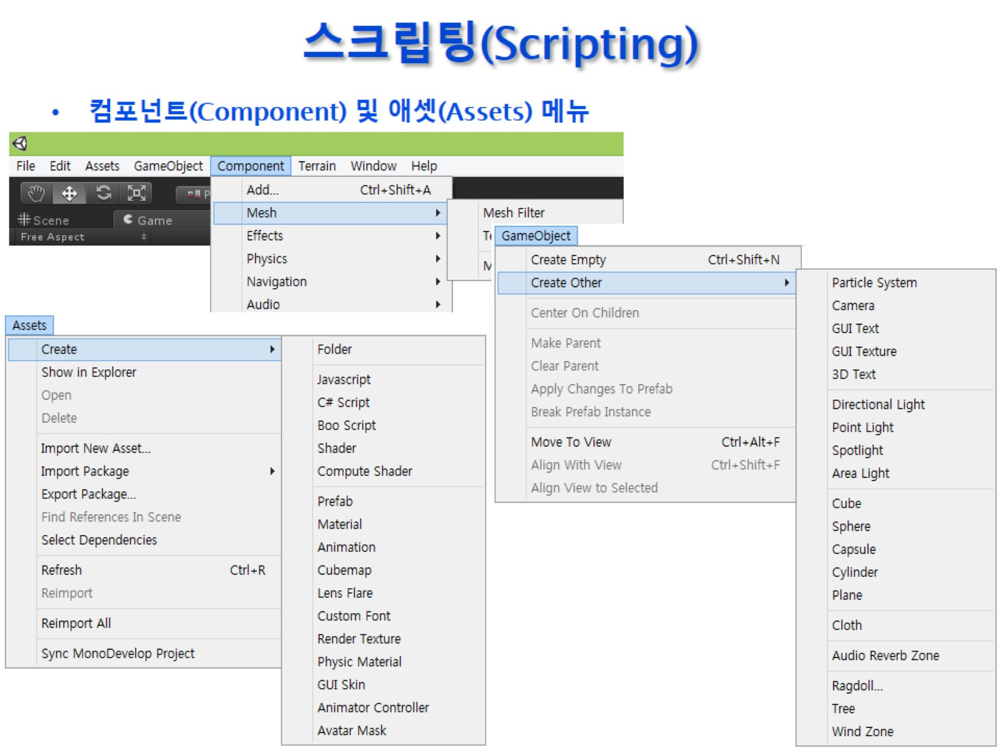 스크립팅(Scripting)
• 컴포넌트(Component) 및 애셋(Assets) 메뉴
File Edit Assets GameObject Component Terrain Window Help
Add... Ctrl+Shift+A
Mesh
Effects
Physics
Navigation
Audio
Mesh Filter
Scene Game
Free Aspect
GameObject
Create Empty Ctrl+Shift+N
Create Other
Center On Children
Make Parent
Clear Parent
Apply Changes To Prefab
Break Prefab Instance
Move To View Ctrl+Alt+F
Align With View Ctrl+Shift+F
Align View to Selected
Particle System
Camera
GUI Text
GUI Texture
3D Text
Directional Light
Point Light
Spotlight
Area Light
Cube
Sphere
Capsule
Cylinder
Plane
Cloth
Audio Reverb Zone
Ragdoll...
Tree
Wind Zone
Assets
Create
Show in Explorer
Open
Delete
Import New Asset...
Import Package
Export Package...
Find References In Scene
Select Dependencies
Refresh Ctrl+R
Reimport
Reimport All
Sync MonoDevelop Project
Folder
Javascript
C# Script
Boo Script
Shader
Compute Shader
Prefab
Material
Animation
Cubemap
Lens Flare
Custom Font
Render Texture
Physic Material
GUI Skin
Animator Controller
Avatar Mask